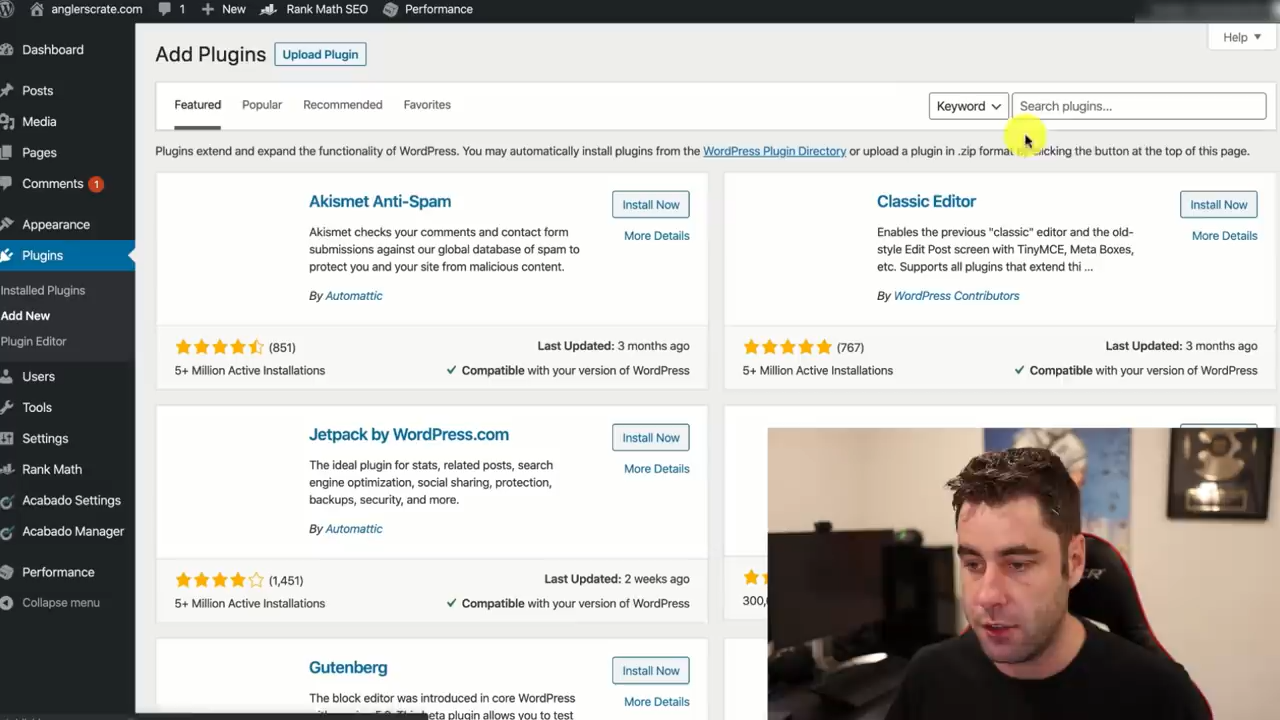 anglerscrate.com 1 New Rank Math SEO Performance
Help
Dashboard
Posts
Media
Pages
Comments 1
Appearance
Plugins
Installed Plugins
Add New
Plugin Editor
Users
Tools
Settings
Rank Math
Acabado Settings
Acabado Manager
Performance
Collapse menu
Add Plugins Upload Plugin
Featured Popular Recommended Favorites Keyword Search plugins...
Plugins extend and expand the functionality of WordPress. You may automatically install plugins from the WordPress Plugin Directory or upload a plugin in .zip format by clicking the button at the top of this page.
Akismet Anti-Spam
Install Now
More Details
Akismet checks your comments and contact form
submissions against our global database of spam to
protect you and your site from malicious content.
By Automattic
(851)
Last Updated: 3 months ago
5+ Million Active Installations
Compatible with your version of WordPress
Classic Editor
Install Now
More Details
Enables the previous "classic" editor and the old-
style Edit Post screen with TinyMCE, Meta Boxes,
etc. Supports all plugins that extend thi ...
By WordPress Contributors
(767)
Last Updated: 3 months ago
5+ Million Active Installations
Compatible with your version of WordPress
Jetpack by WordPress.com
Install Now
More Details
The ideal plugin for stats, related posts, search
engine optimization, social sharing, protection,
backups, security, and more.
By Automattic
(1,451)
Last Updated: 2 weeks ago
5+ Million Active Installations
Compatible with your version of WordPress
300,
Gutenberg
Install Now
More Details
The block editor was introduced in core WordPress
beta plugin allows you to test